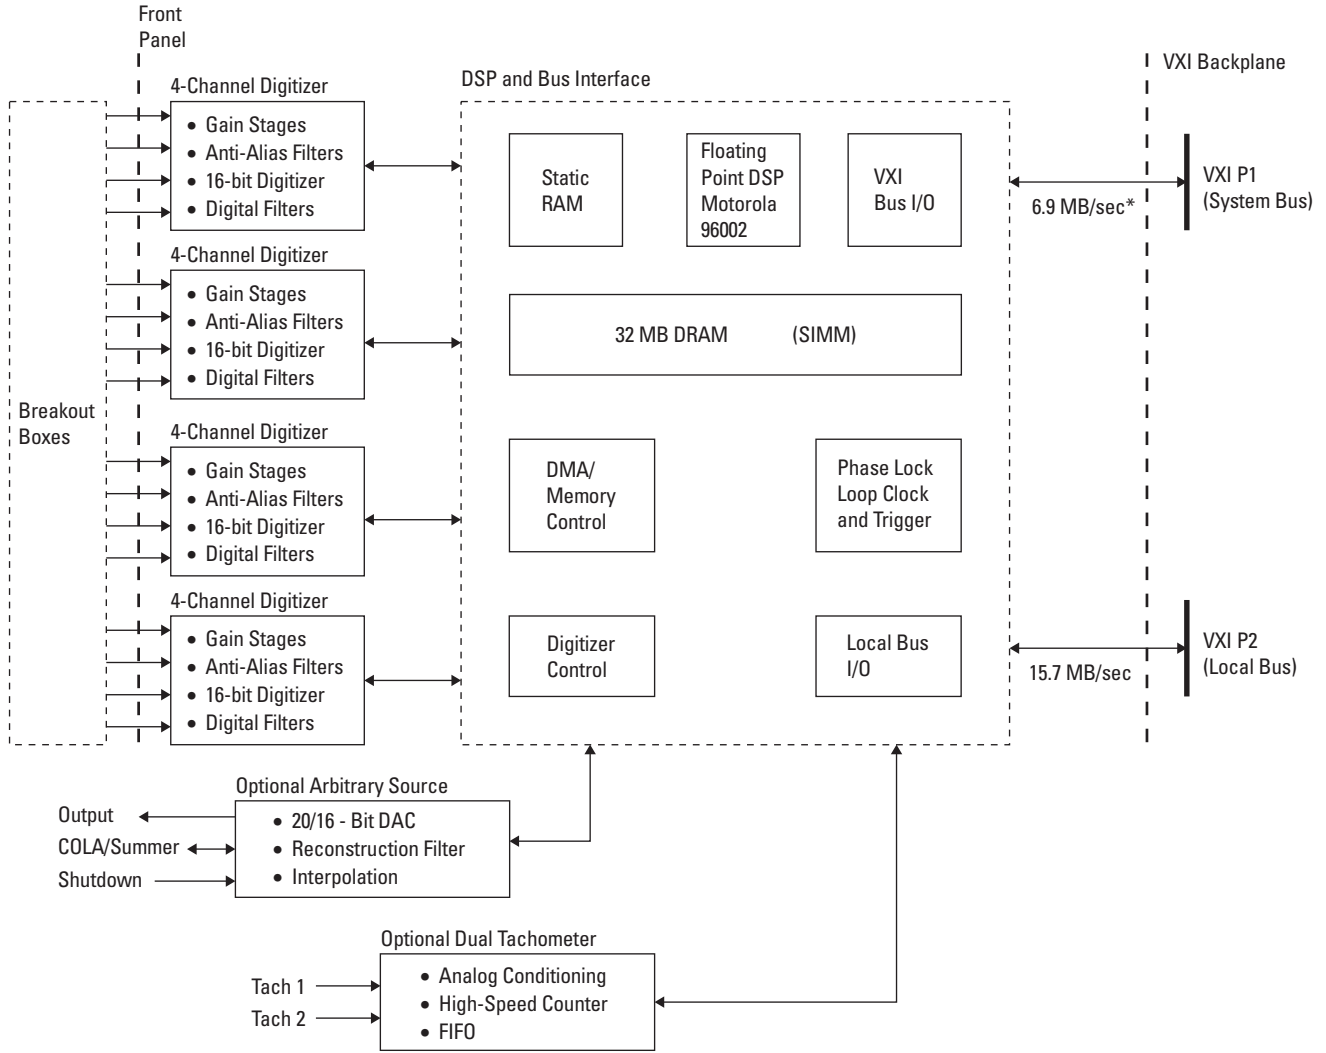 Front
Panel
VXI Backplane
DSP and Bus Interface
4-Channel Digitizer
• Gain Stages
• Anti-Alias Filters
• 16-bit Digitizer
• Digital Filters
4-Channel Digitizer
• Gain Stages
• Anti-Alias Filters
• 16-bit Digitizer
• Digital Filters
Breakout
Boxes
4-Channel Digitizer
• Gain Stages
• Anti-Alias Filters
• 16-bit Digitizer
• Digital Filters
4-Channel Digitizer
• Gain Stages
• Anti-Alias Filters
• 16-bit Digitizer
• Digital Filters
Static
RAM
Floating
Point DSP
Motorola
96002
VXI
Bus I/O
32 MB DRAM (SIMM)
DMA/
Memory
Control
Phase Lock
Loop Clock
and Trigger
Digitizer
Control
Local Bus
I/O
6.9 MB/sec*
VXI P1
(System Bus)
15.7 MB/sec
VXI P2
(Local Bus)
Optional Arbitrary Source
Output
COLA/Summer
Shutdown
• 20/16 - Bit DAC
• Reconstruction Filter
• Interpolation
Optional Dual Tachometer
Tach 1
Tach 2
• Analog Conditioning
• High-Speed Counter
• FIFO